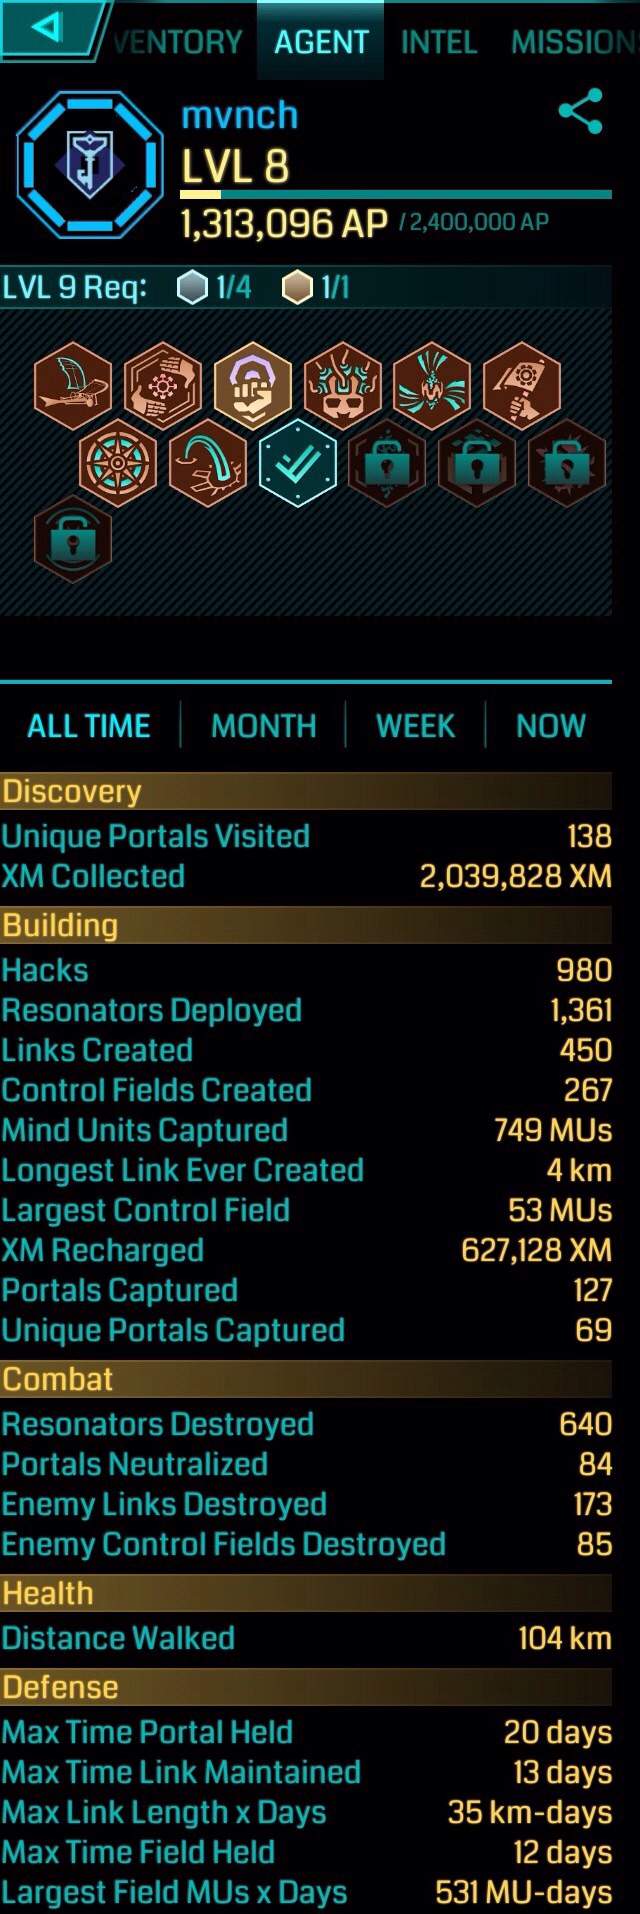 VENTORY AGENT INTEL MISSION
mvnch
LVL 8
1,313,096 AP / 2,400,000 AP
LVL 9 Req: 1/4 1/1
ALL TIME MONTH WEEK NOW
Discovery
Unique Portals Visited 138
XM Collected 2,039,828 XM
Building
Hacks 980
Resonators Deployed 1,361
Links Created 450
Control Fields Created 267
Mind Units Captured 749 MUs
Longest Link Ever Created 4 km
Largest Control Field 53 MUs
XM Recharged 627,128 XM
Portals Captured 127
Unique Portals Captured 69
Combat
Resonators Destroyed 640
Portals Neutralized 84
Enemy Links Destroyed 173
Enemy Control Fields Destroyed 85
Health
Distance Walked 104 km
Defense
Max Time Portal Held 20 days
Max Time Link Maintained 13 days
Max Link Length x Days 35 km-days
Max Time Field Held 12 days
Largest Field MUs x Days 531 MU-days